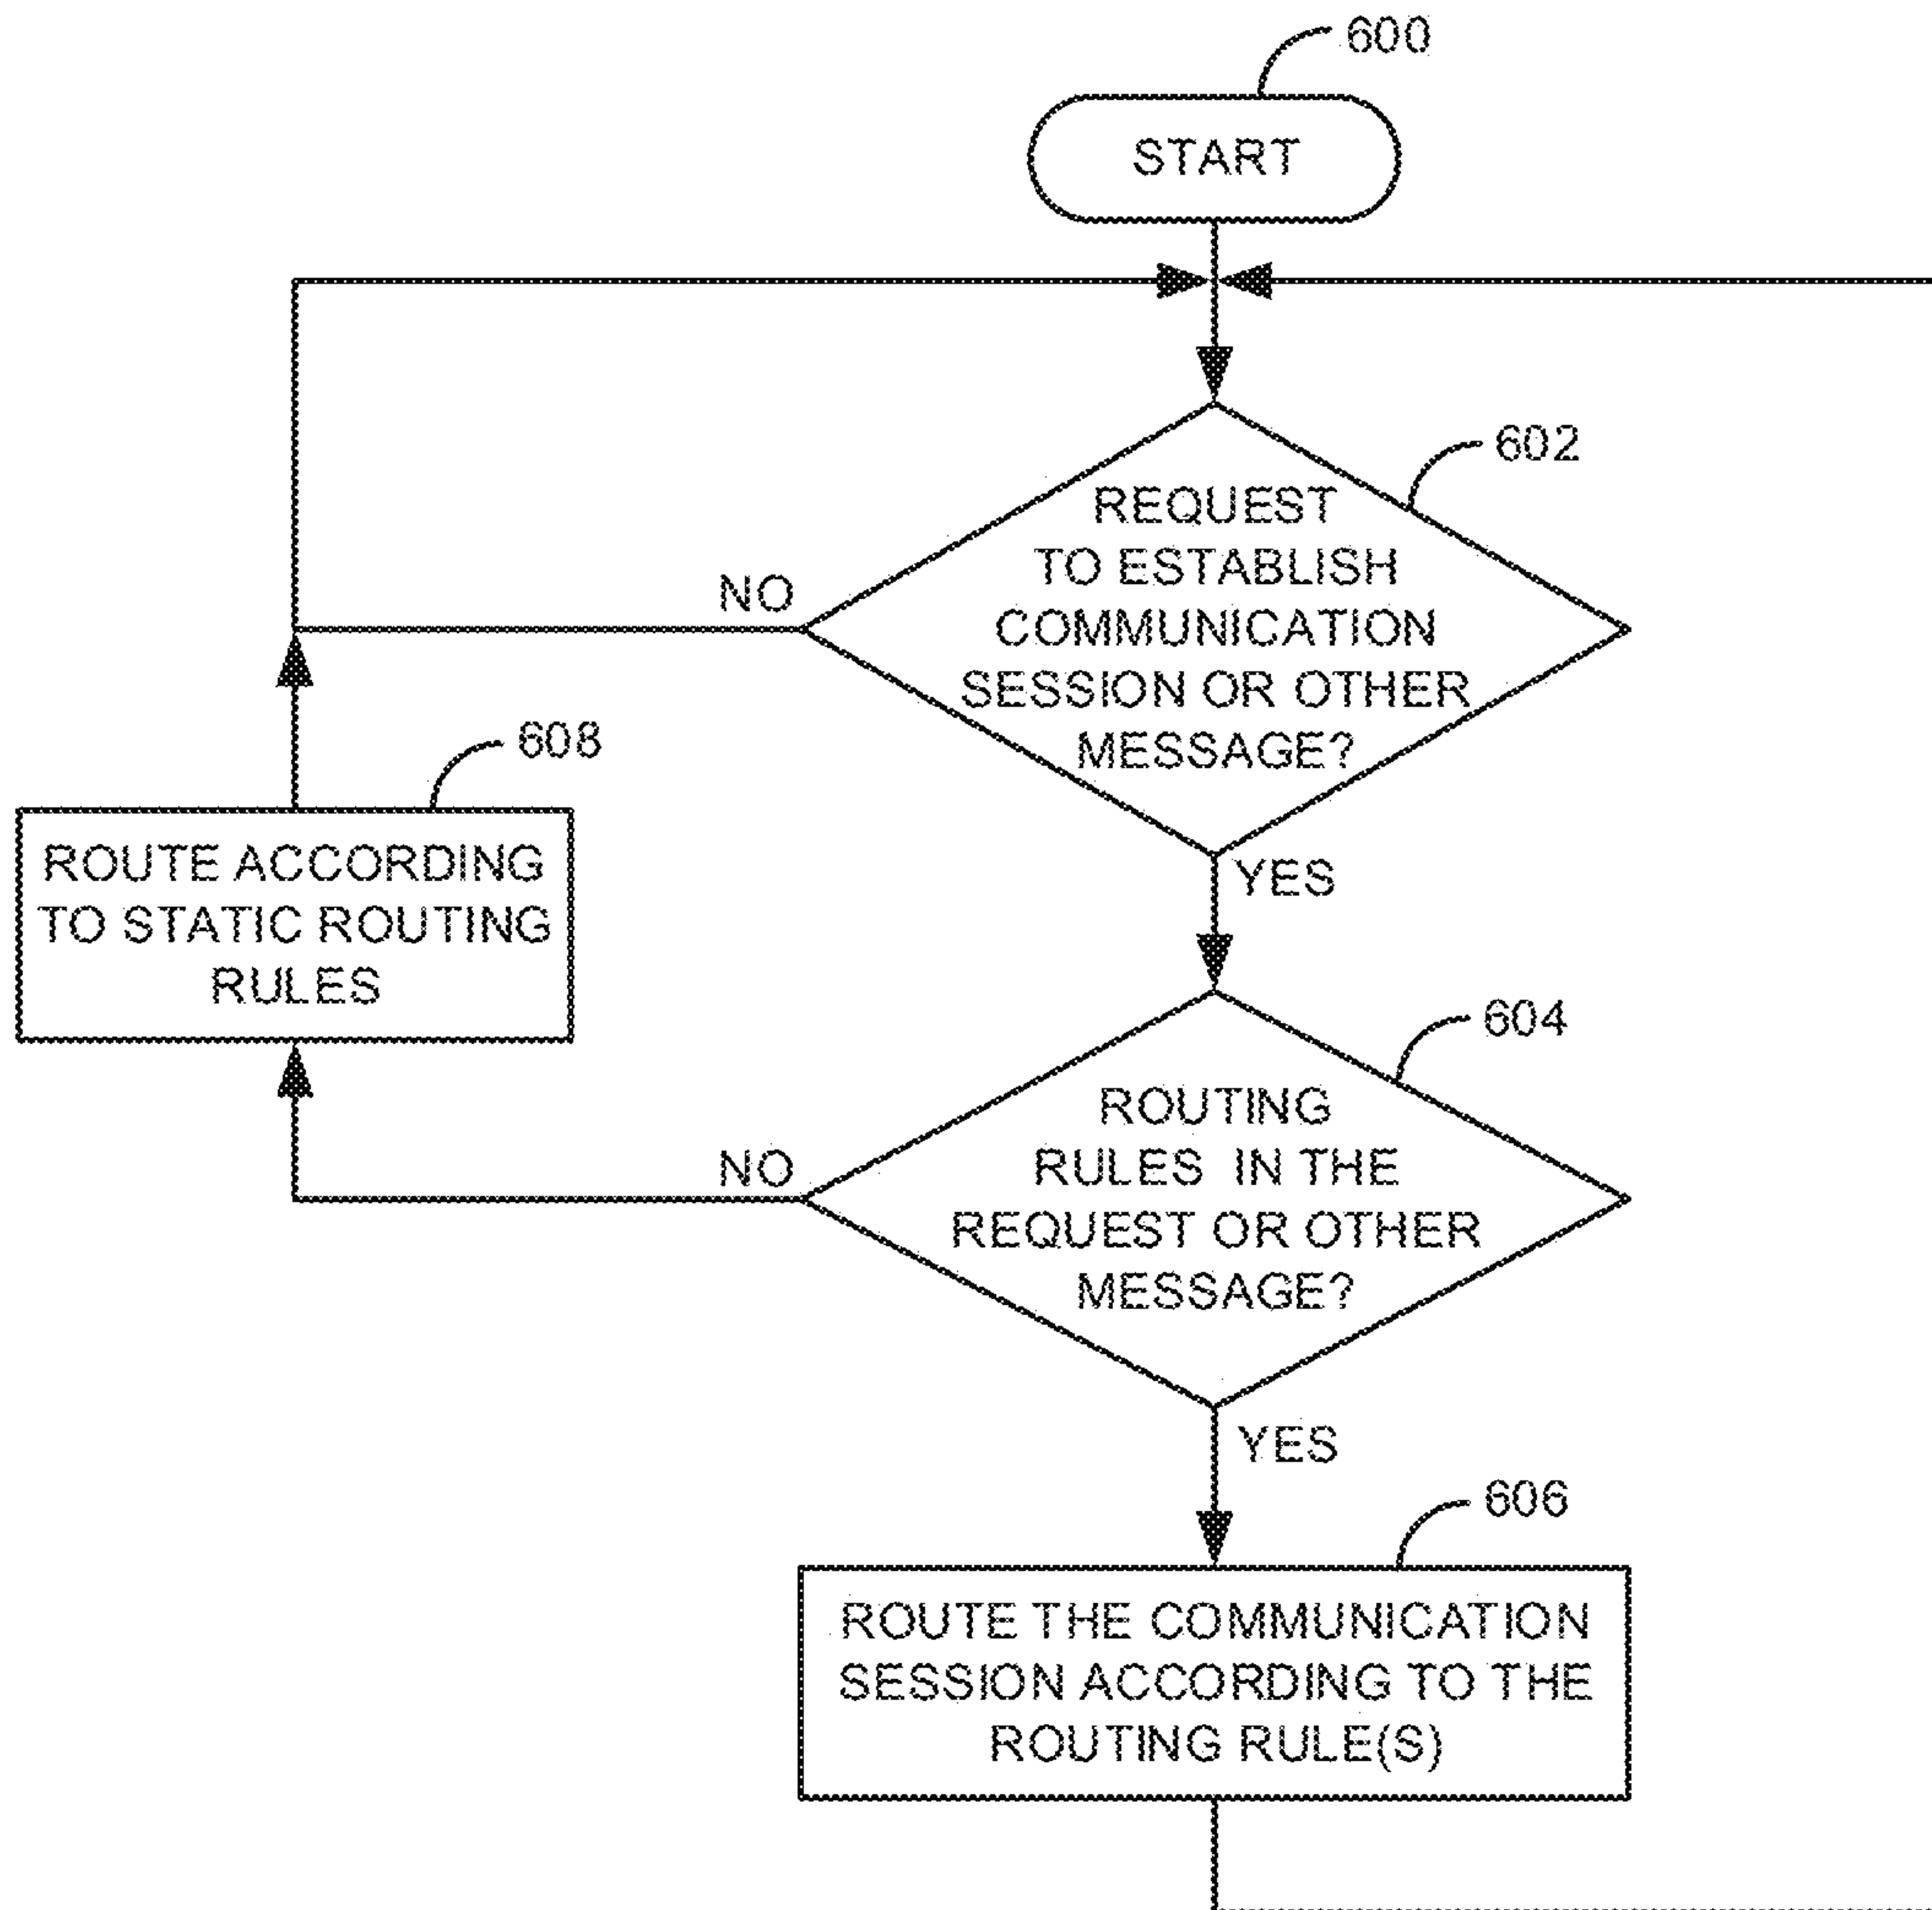 600
START
602
REQUEST
TO ESTABLISH
COMMUNICATION
SESSION OR OTHER
MESSAGE?
NO
YES
608
ROUTE ACCORDING
TO STATIC ROUTING
RULES
604
ROUTING
RULES IN THE
REQUEST OR OTHER
MESSAGE?
NO
YES
606
ROUTE THE COMMUNICATION
SESSION ACCORDING TO THE
ROUTING RULE(S)